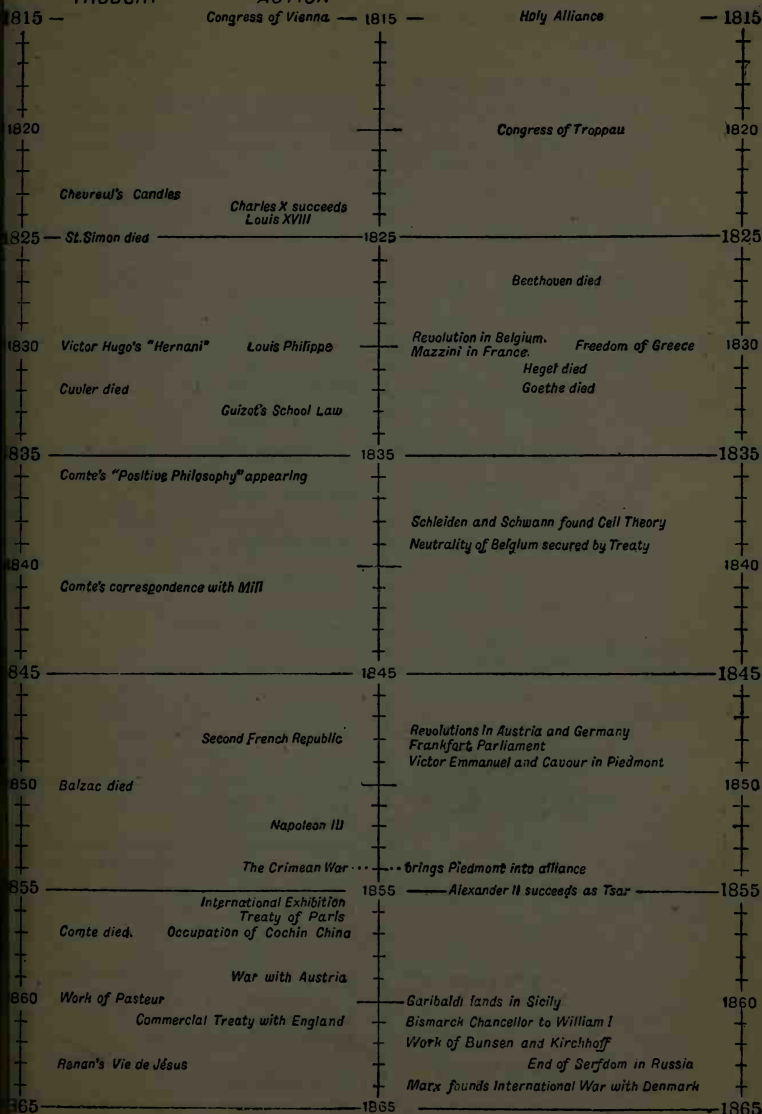 THOUGHT ACTION
1815 Congress of Vienna 1815 Holy Alliance 1815
1820 Congress of Troppau 1820
Chevreul's Candles
Charles X succeeds
Louis XVIII
1825 St. Simon died 1825 1825
Beethoven died
1830 Victor Hugo's "Hernani" Louis Philippe Revolution in Belgium. Freedom of Greece 1830
Mazzini in France.
Hegel died
Cuvier died Goethe died
Guizot's School Law
835 1835 1835
Comte's "Positive Philosophy" appearing
Schleiden and Schwann found Cell Theory
Neutrality of Belgium secured by Treaty
1840 1840
Comte's correspondence with Mill
845 1845 1845
Second French Republic Revolutions in Austria and Germany
Frankfort Parliament
Victor Emmanuel and Cavour in Piedmont
850 Balzac died 1850
Napoleon III
The Crimean War brings Piedmont into alliance
855 1855 Alexander II succeeds as Tsar 1855
International Exhibition
Treaty of Paris
Comte died. Occupation of Cochin China
War with Austria
860 Work of Pasteur Garibaldi lands in Sicily 1860
Commercial Treaty with England Bismarck Chancellor to William I
Work of Bunsen and Kirchhoff
Renan's Vie de Jésus End of Serfdom in Russia
Marx founds International War with Denmark
865 1865 1865